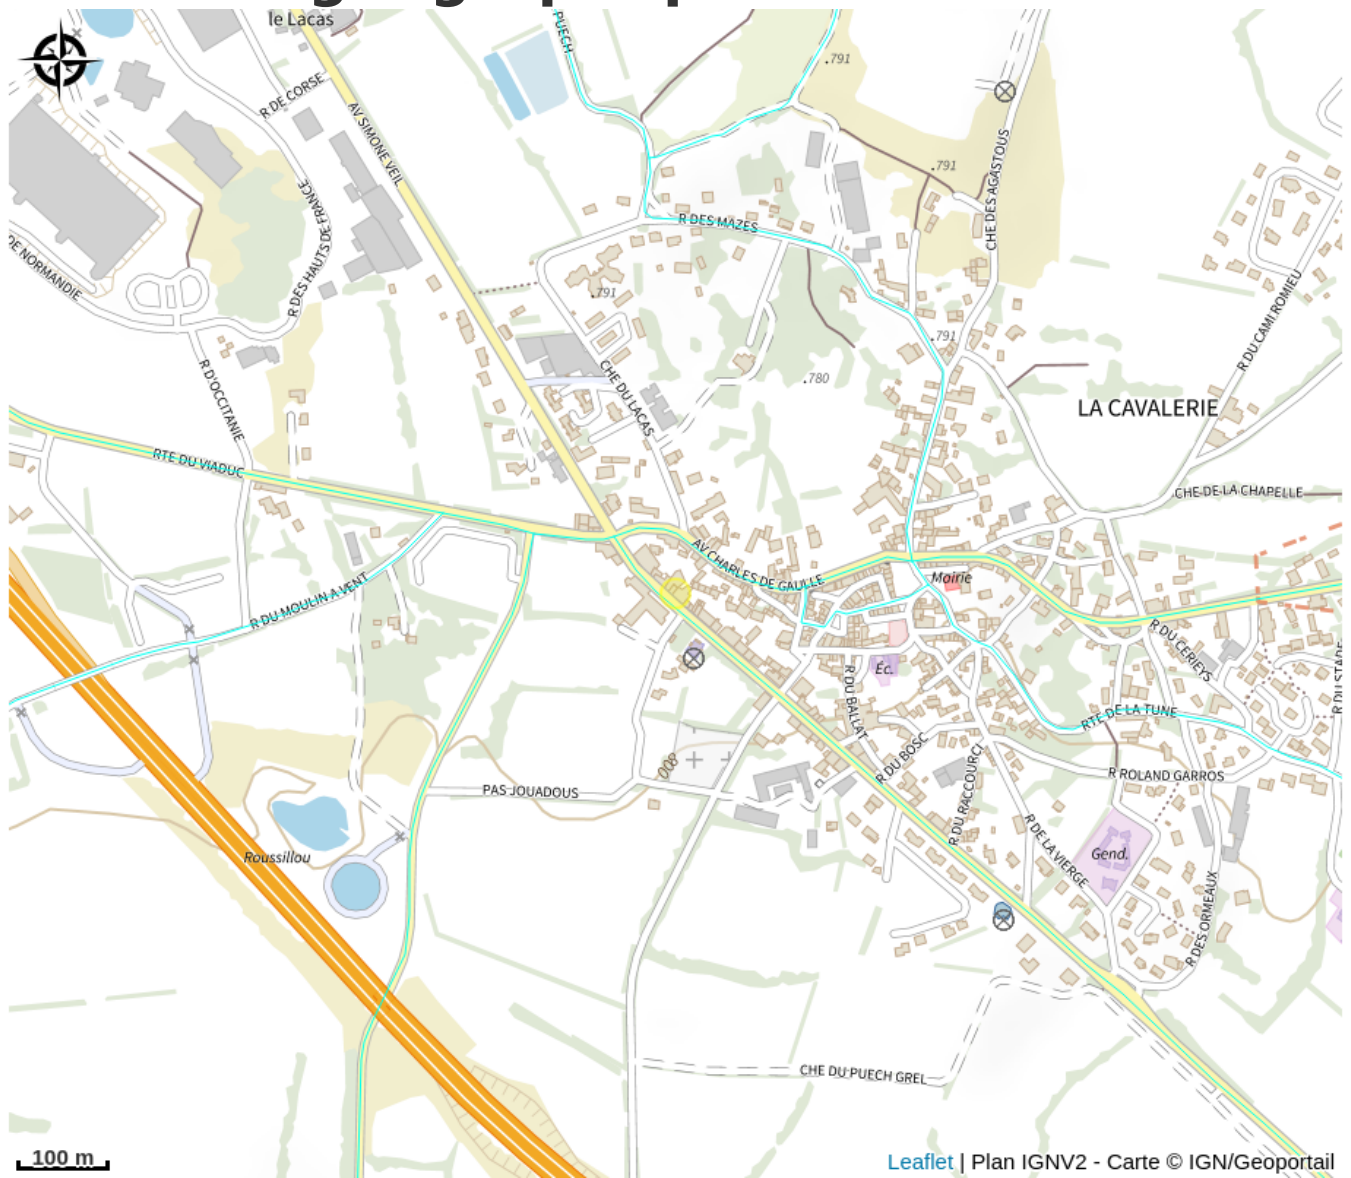 le Lacas
PUECH
.791
R DE CORSE
AV SIMONE VEIL
.791
CHE DES AGASTOUS
R DES HAUTS DE FRANCE
R DES MAZES
DE NORMANDIE
.791
R DU CAMI ROMIEU
.791
R D'OCCITANIE
CHE DU LACAS
.780
LA CAVALERIE
RTE DU VIADUC
CHE DE LA CHAPELLE
AV CHARLES DE GAULLE
Mairie
R DU MOULIN A VENT
R DU CERIEYS
R DU STADE
Éc.
R DU BALLAT
RTE DE LA TUNE
R DU BOSC
800
R ROLAND GARROS
PAS JOUADOUS
R DU RACCOURCI
R DE LA VIERGE
Gend.
Roussillou
R DES ORMEAUX
CHE DU PUECH GREL
100 m
Leaflet | Plan IGNV2 - Carte © IGN/Geoportail